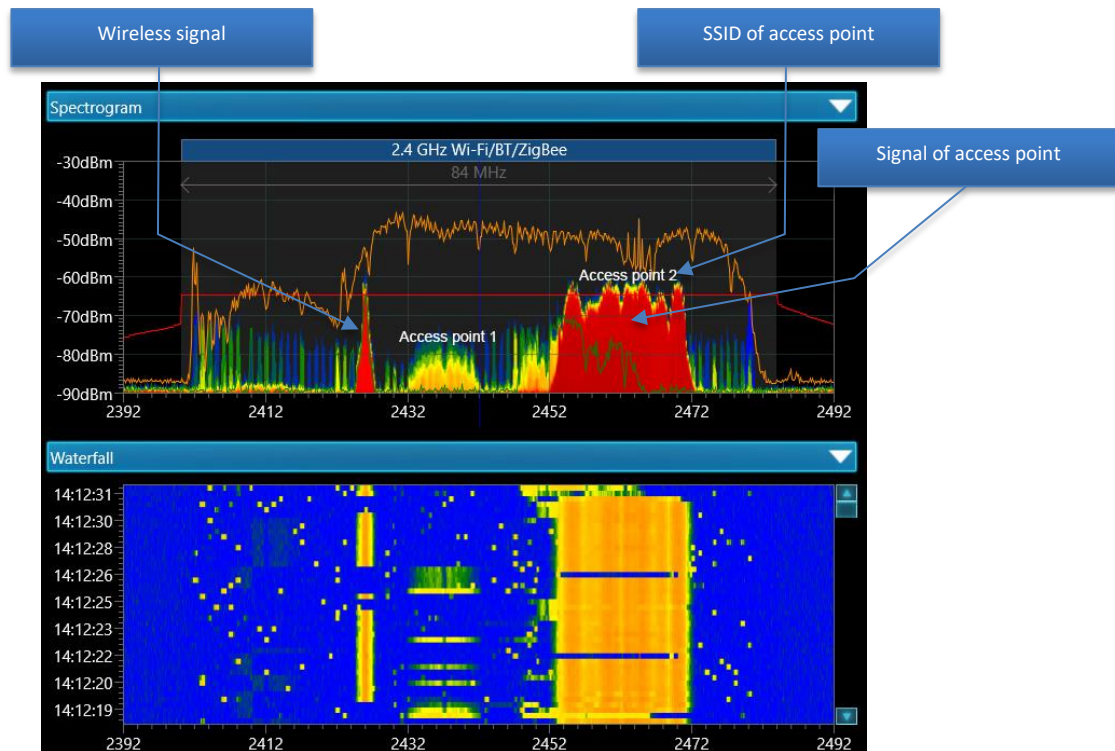 Wireless signal
SSID of access point
Signal of access point
Spectrogram
2.4 GHz Wi-Fi/BT/ZigBee
84 MHz
-30dBm
-40dBm
-50dBm
-60dBm
-70dBm
-80dBm
-90dBm
Access point 2
Access point 1
2392 2412 2432 2452 2472 2492
Waterfall
14:12:31
14:12:30
14:12:28
14:12:26
14:12:25
14:12:23
14:12:22
14:12:20
14:12:19
2392 2412 2432 2452 2472 2492